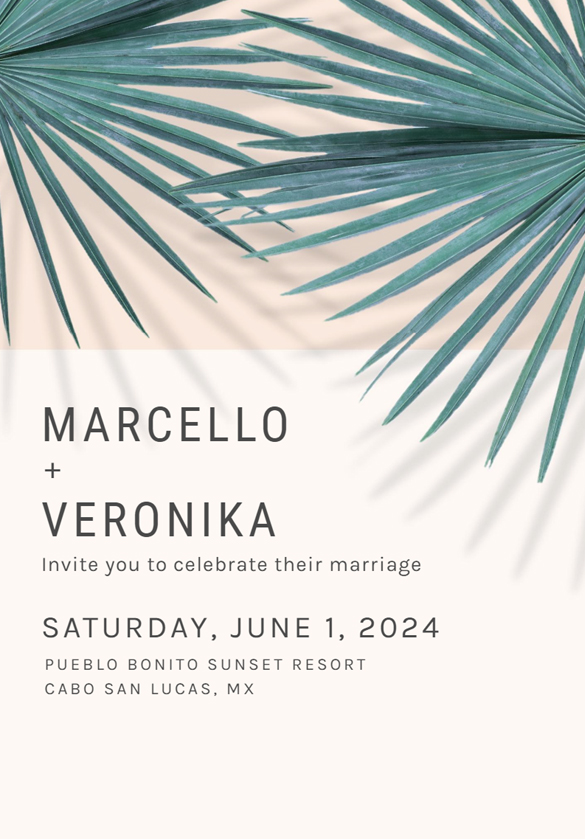 MARCELLO
+
VERONIKA
Invite you to celebrate their marriage
SATURDAY, JUNE 1, 2024
PUEBLO BONITO SUNSET RESORT
CABO SAN LUCAS, MX